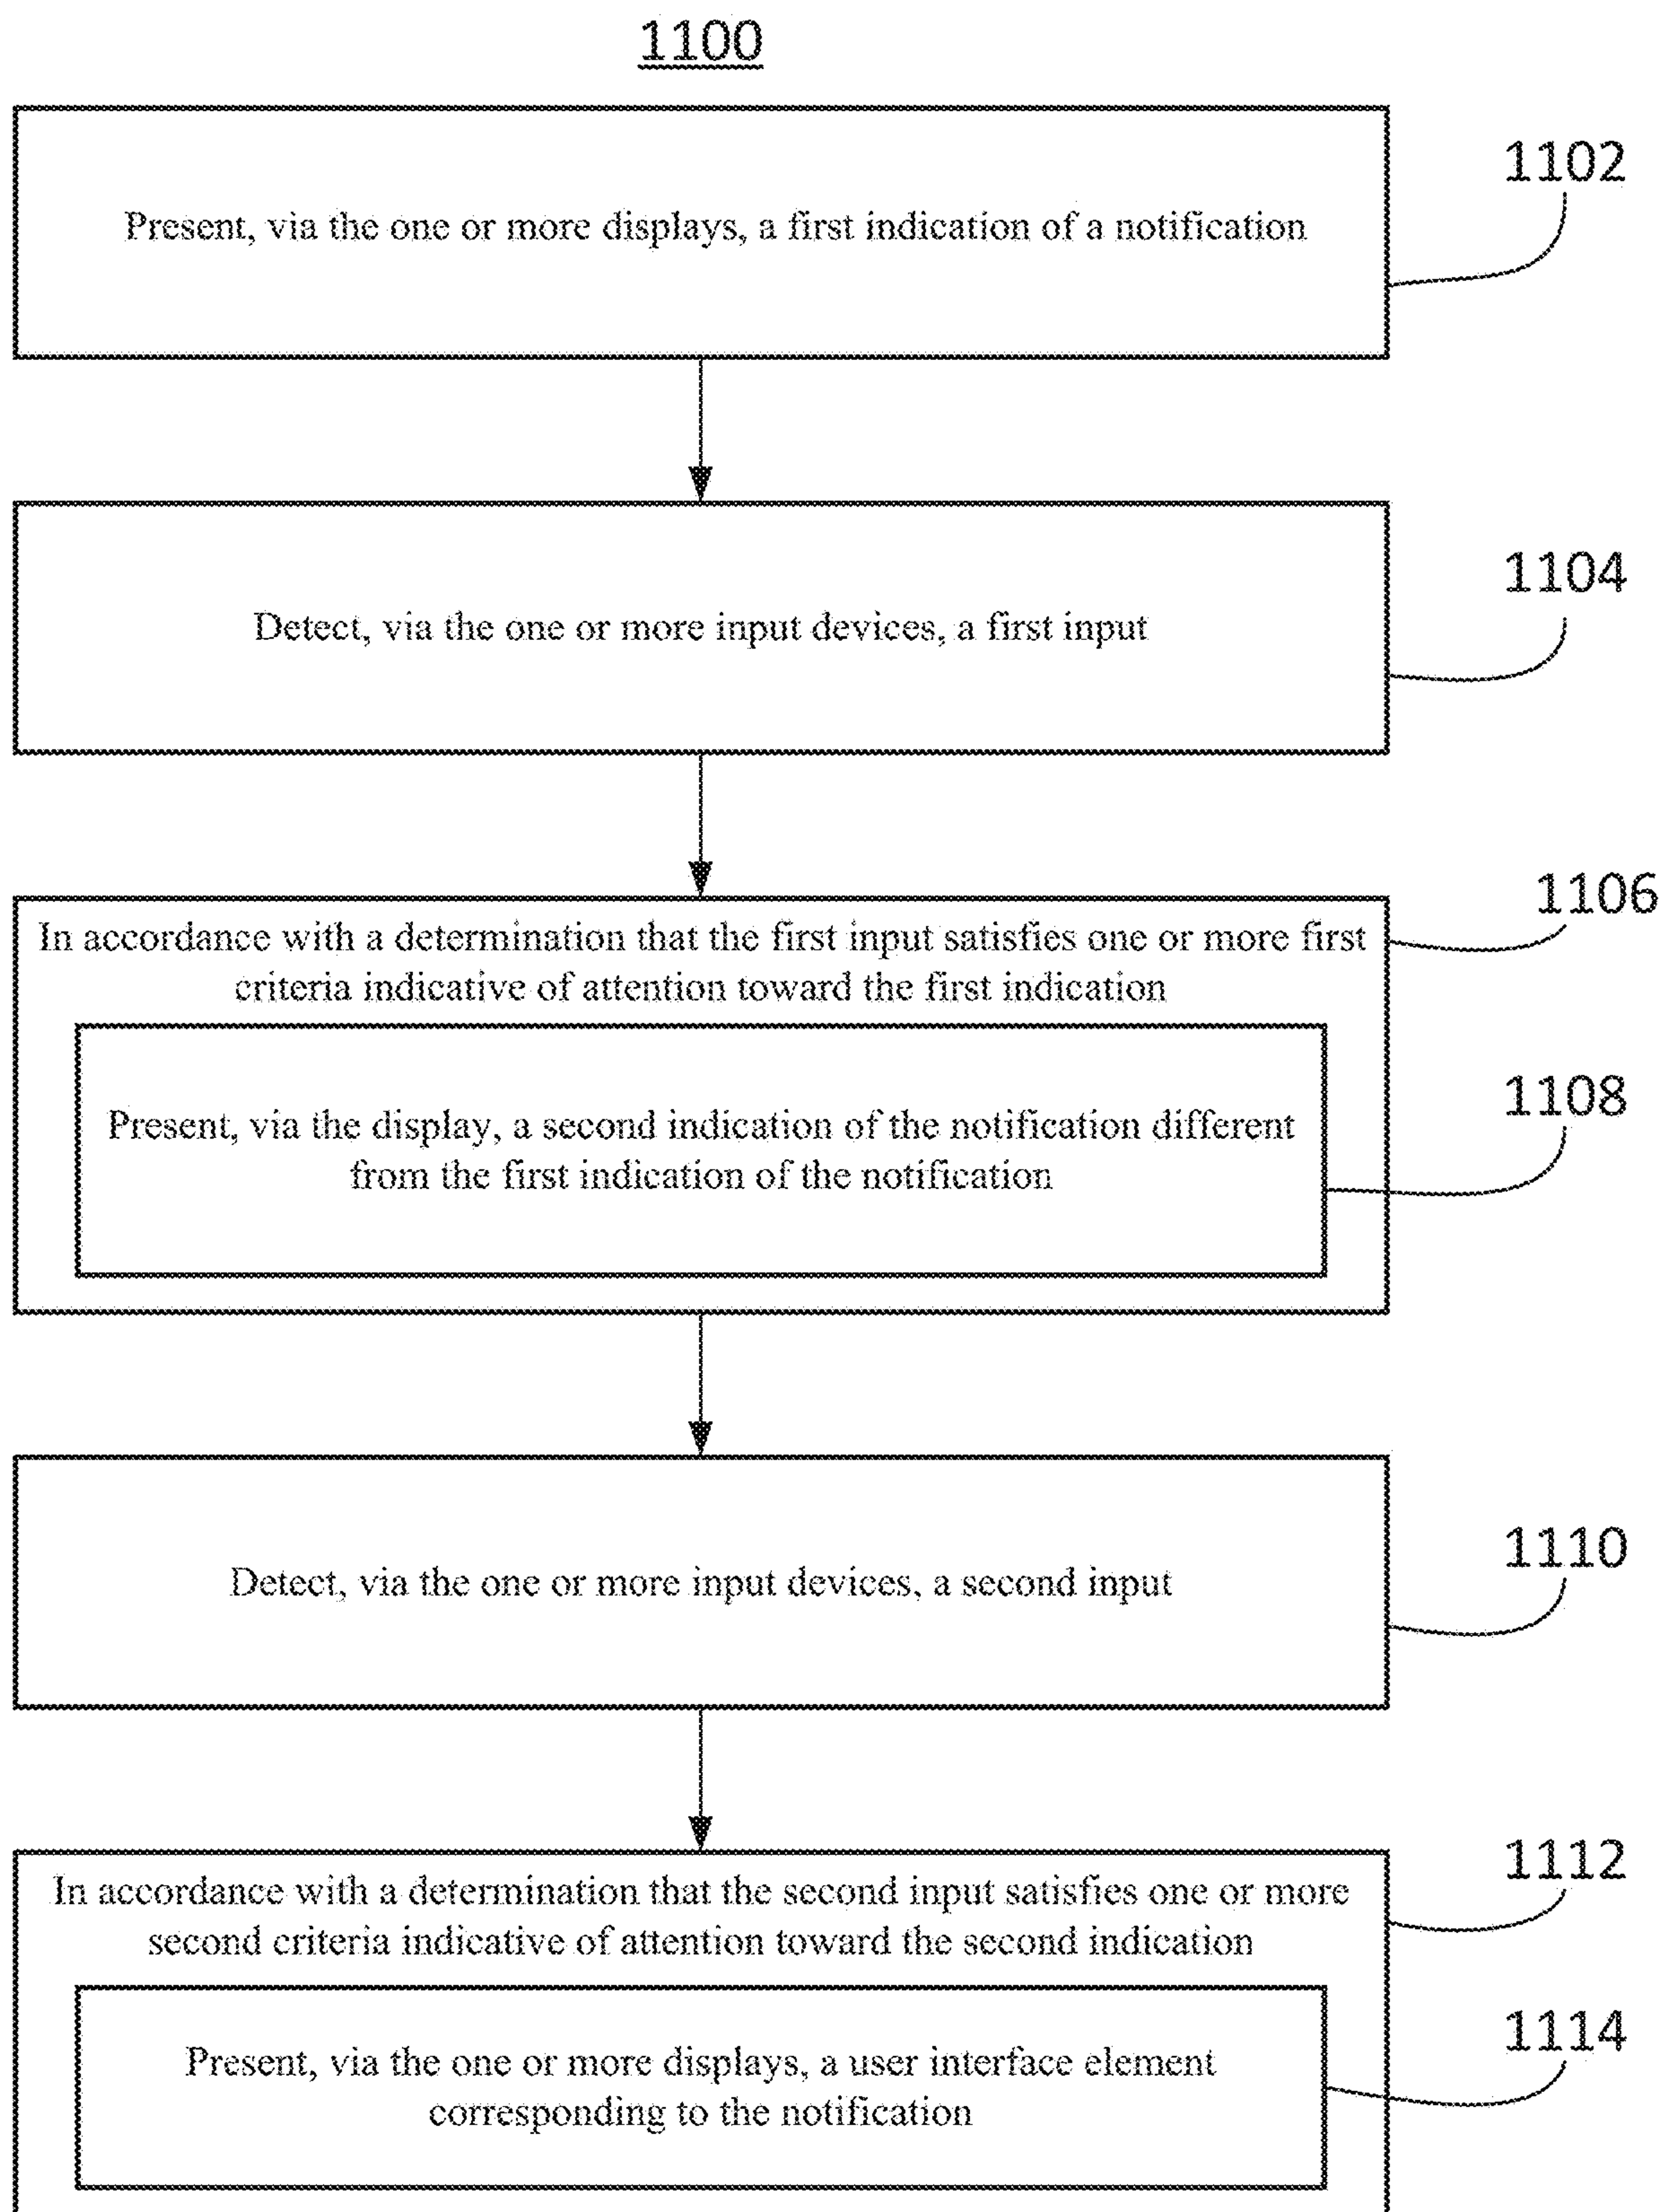 1100
Present, via the one or more displays, a first indication of a notification
1102
Detect, via the one or more input devices, a first input
1104
1106
In accordance with a determination that the first input satisfies one or more first
criteria indicative of attention toward the first indication
Present, via the display, a second indication of the notification different
from the first indication of the notification
1108
Detect, via the one or more input devices, a second input
1110
1112
In accordance with a determination that the second input satisfies one or more
second criteria indicative of attention toward the second indication
Present, via the one or more displays, a user interface element
corresponding to the notification
1114